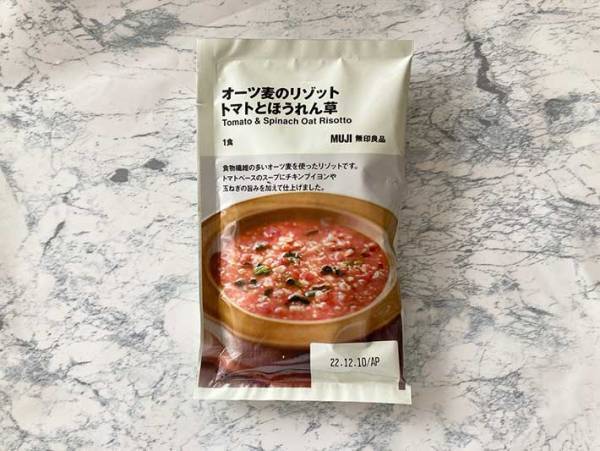 オーツ麦のリゾット
トマトとほうれん草
Tomato & Spinach Oat Risotto
1食
MUJI 無印良品
食物繊維の多いオーツ麦を使ったリゾットです。
トマトベースのスープにチキンブイヨンや
玉ねぎの旨みを加えて仕上げました。
22.12.10/AP